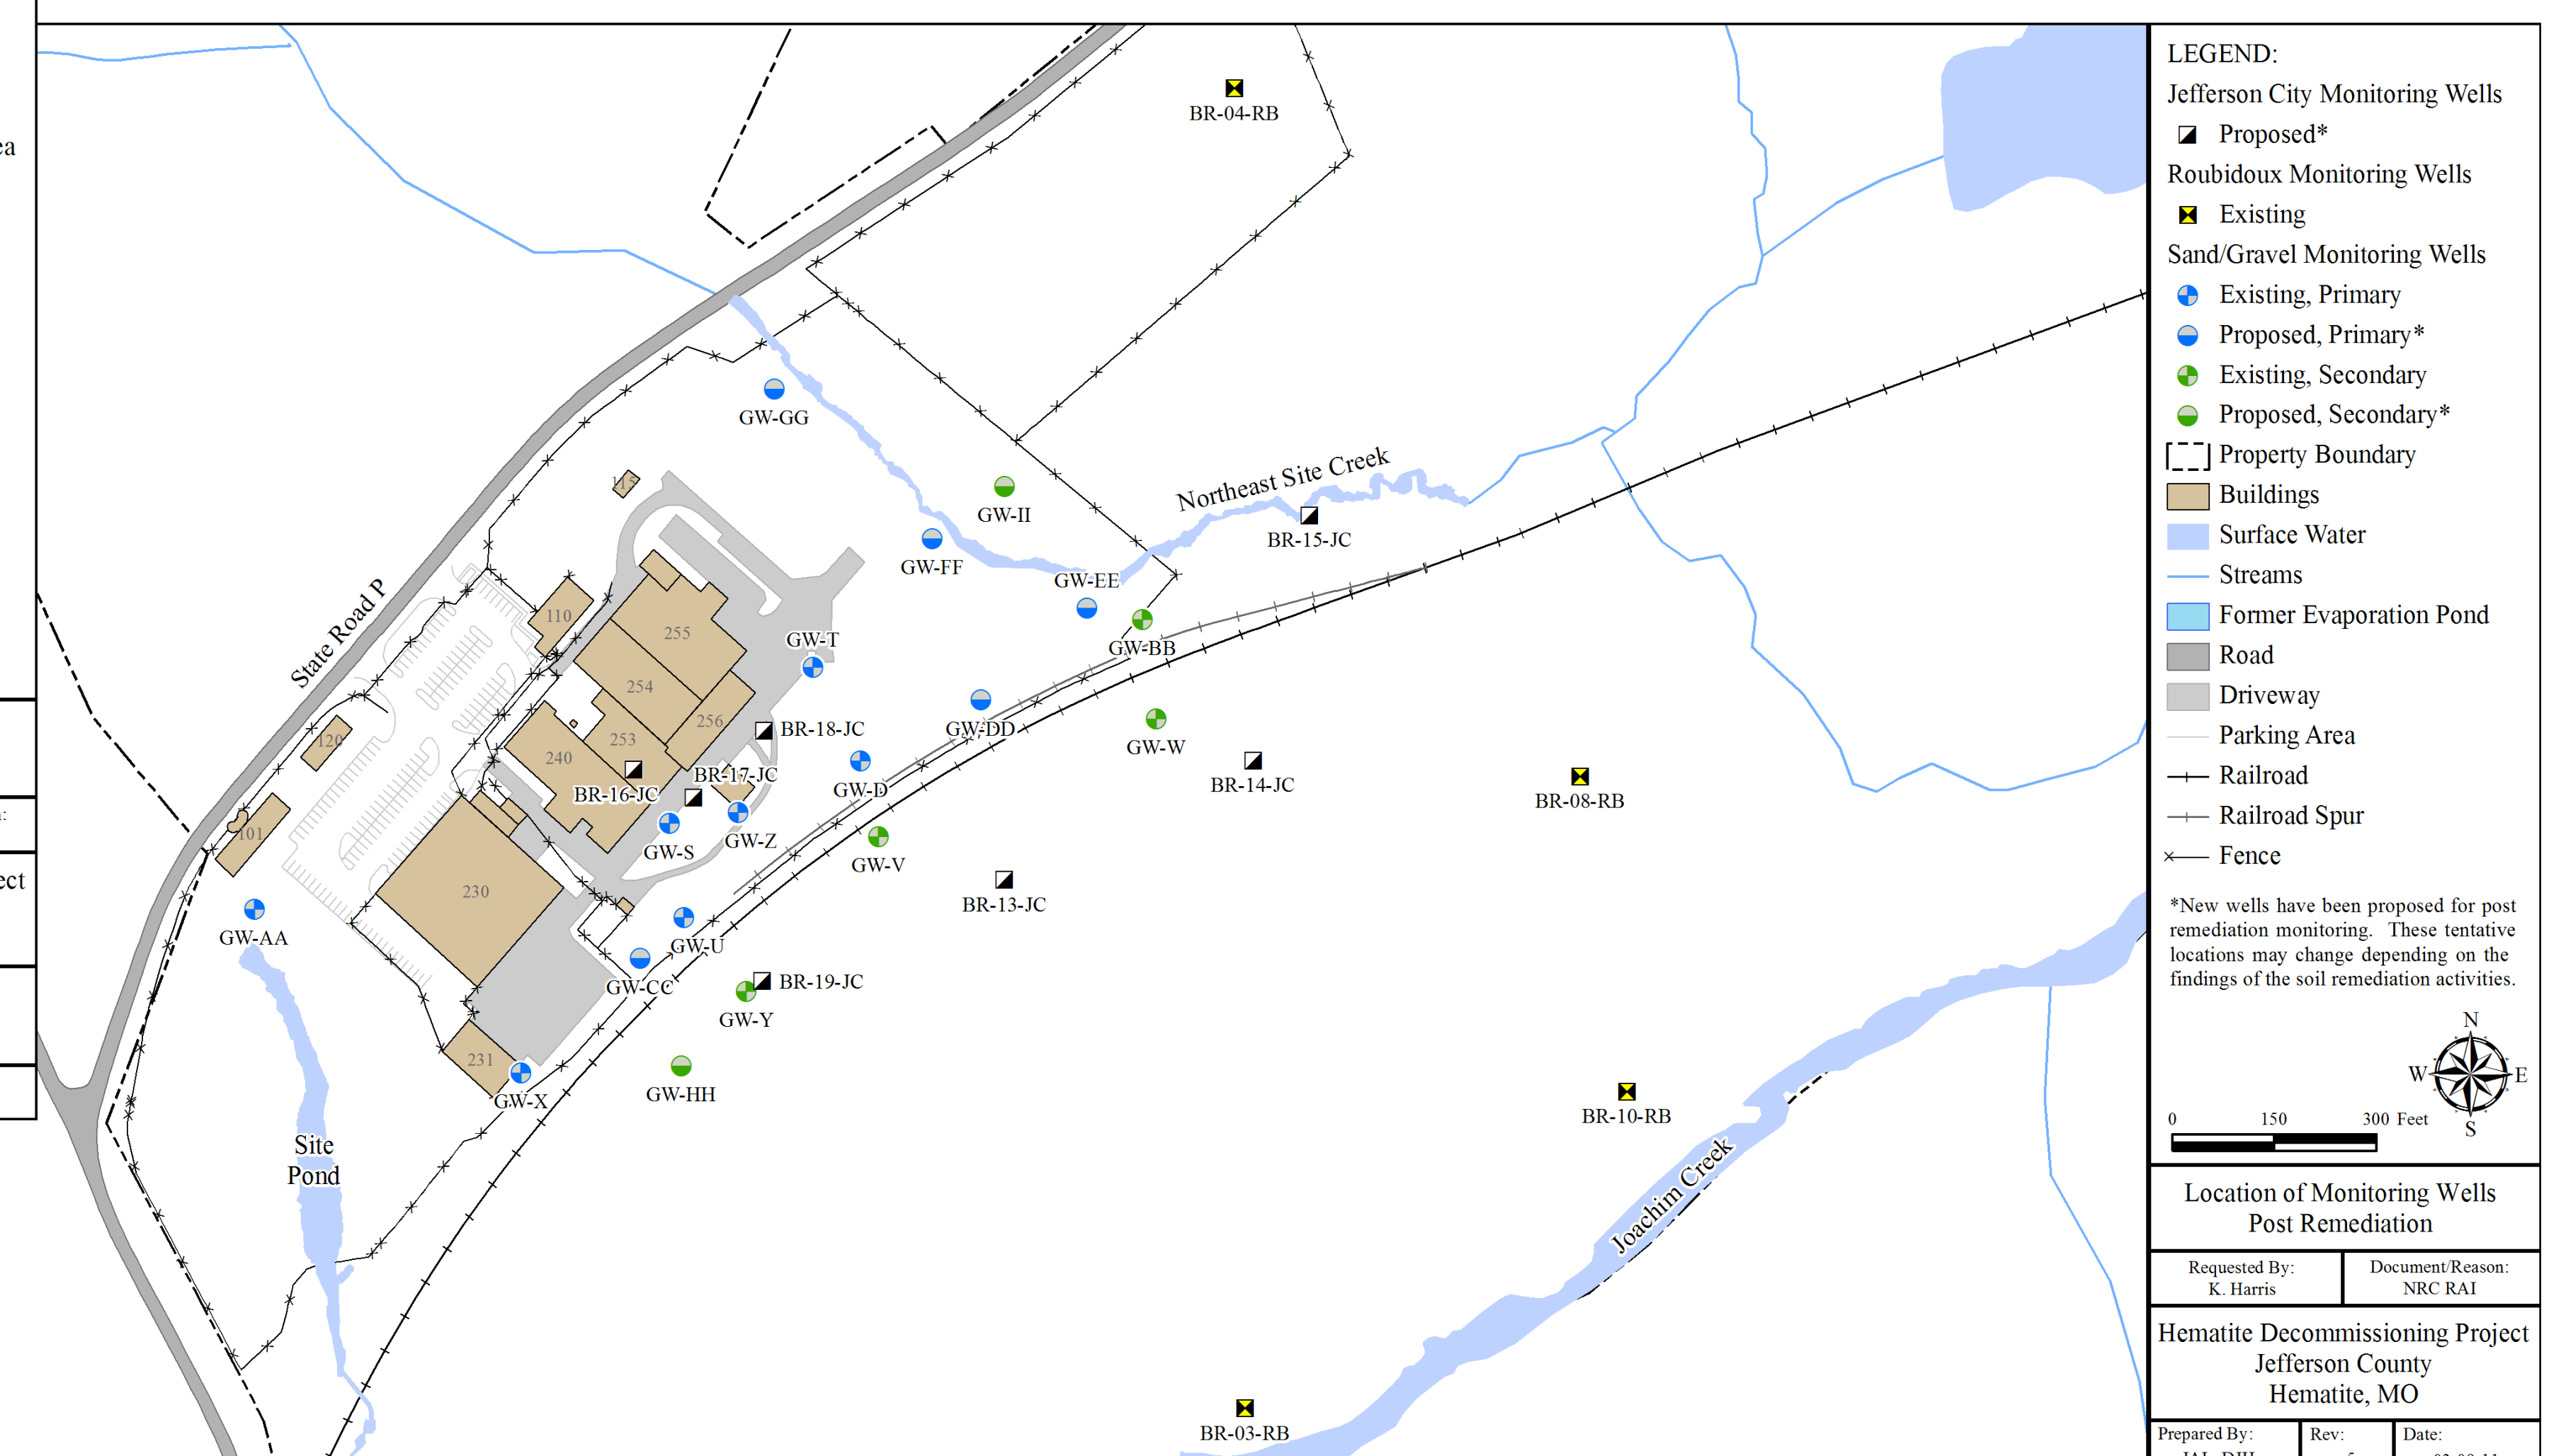 ea
:
ect
BR-04-RB
GW-GG
Northeast Site Creek
GW-II
BR-15-JC
GW-FF
GW-EE
115
State Road P
110
255
GW-T
GW-BB
254
256
BR-18-JC
GW-DD
GW-W
120
253
240
BR-17-JC
BR-14-JC
BR-08-RB
BR-16-JC
GW-D
101
GW-S
GW-Z
GW-V
230
BR-13-JC
GW-AA
GW-U
GW-CC
BR-19-JC
GW-Y
231
GW-X
GW-HH
BR-10-RB
Site
Pond
Joachim Creek
BR-03-RB
LEGEND:
Jefferson City Monitoring Wells
Proposed*
Roubidoux Monitoring Wells
Existing
Sand/Gravel Monitoring Wells
Existing, Primary
Proposed, Primary*
Existing, Secondary
Proposed, Secondary*
Property Boundary
Buildings
Surface Water
Streams
Former Evaporation Pond
Road
Driveway
Parking Area
Railroad
Railroad Spur
Fence
*New wells have been proposed for post
remediation monitoring. These tentative
locations may change depending on the
findings of the soil remediation activities.
N
W E
S
0 150 300 Feet
Location of Monitoring Wells
Post Remediation
Requested By:
K. Harris
Document/Reason:
NRC RAI
Hematite Decommissioning Project
Jefferson County
Hematite, MO
Prepared By:
Rev:
Date: